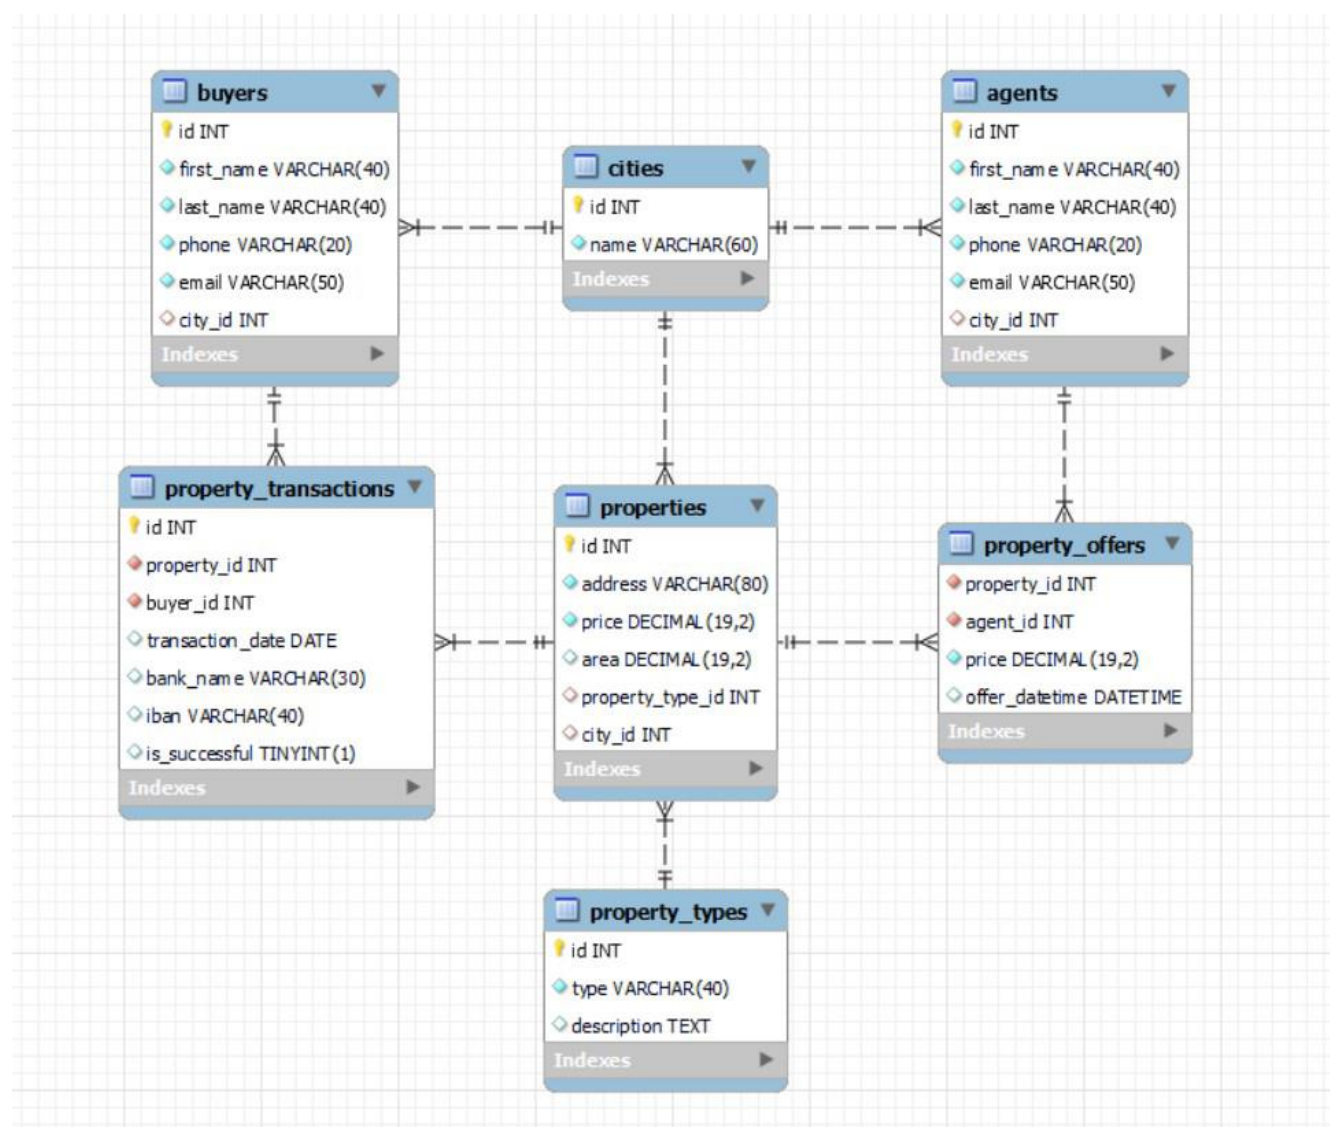 buyers
id INT
first_name VARCHAR(40)
last_name VARCHAR(40)
phone VARCHAR(20)
email VARCHAR(50)
city_id INT
Indexes
cities
id INT
name VARCHAR(60)
Indexes
agents
id INT
first_name VARCHAR(40)
last_name VARCHAR(40)
phone VARCHAR(20)
email VARCHAR(50)
city_id INT
Indexes
property_transactions
id INT
property_id INT
buyer_id INT
transaction_date DATE
bank_name VARCHAR(30)
iban VARCHAR(40)
is_successful TINYINT(1)
Indexes
properties
id INT
address VARCHAR(80)
price DECIMAL(19,2)
area DECIMAL(19,2)
property_type_id INT
city_id INT
Indexes
property_offers
property_id INT
agent_id INT
price DECIMAL(19,2)
offer_datetime DATETIME
Indexes
property_types
id INT
type VARCHAR(40)
description TEXT
Indexes